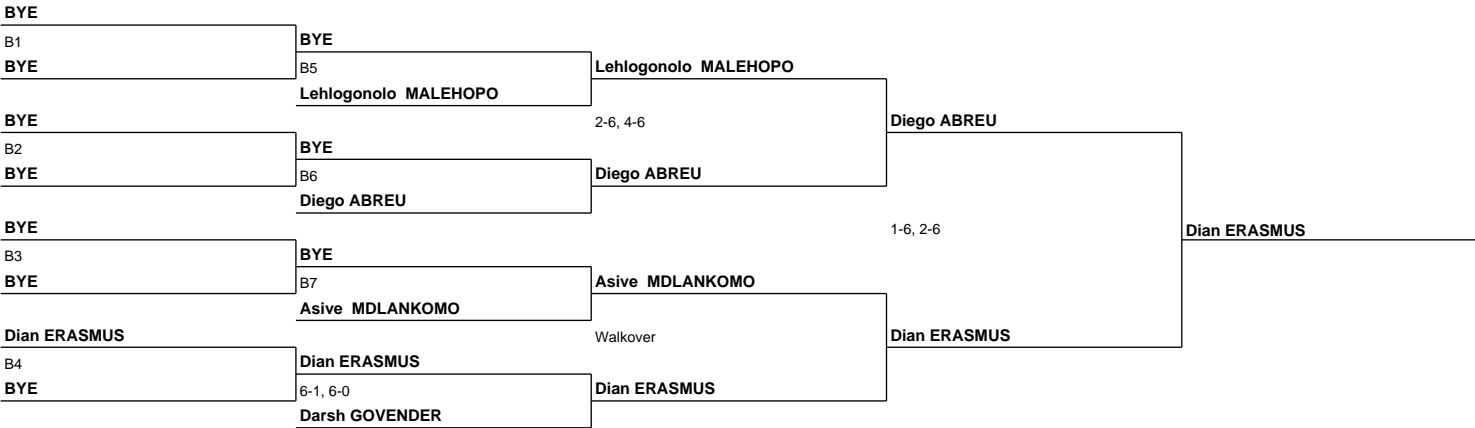 BYE
B1
BYE
BYE
B5
Lehlogonolo MALEHOPO
Lehlogonolo MALEHOPO
BYE
B2
BYE
BYE
B6
Diego ABREU
2-6, 4-6
Diego ABREU
Diego ABREU
BYE
B3
BYE
BYE
B7
Asive MDLANKOMO
1-6, 2-6
Dian ERASMUS
Asive MDLANKOMO
Dian ERASMUS
B4
BYE
Dian ERASMUS
6-1, 6-0
Darsh GOVENDER
Walkover
Dian ERASMUS
Dian ERASMUS